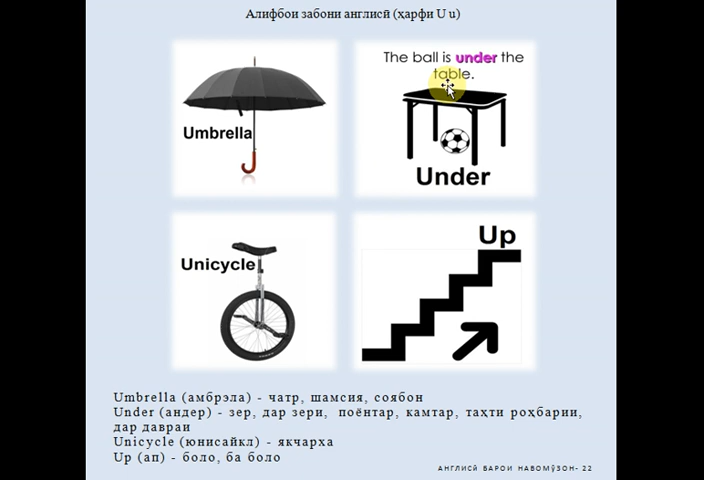 Алифбои забони англисӣ (ҳарфи U u)
Umbrella
The ball is under the
table.
Under
Unicycle
Up
Umbrella (амбрэла) - чатр, шамсия, соябон
Under (андер) - зер, дар зери, поёнтар, камтар, таҳти роҳбарии,
дар давраи
Unicycle (юнисайкл) - якчарха
Up (ап) - боло, ба боло
АНГЛИСӢ БАРОИ НАВОМӮЗОН- 22